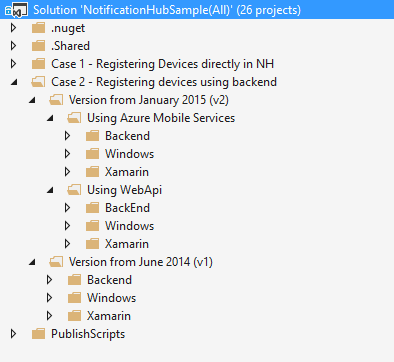 Solution 'NotificationHubSample(All)' (26 projects)
.nuget
.Shared
Case 1 - Registering Devices directly in NH
Case 2 - Registering devices using backend
Version from January 2015 (v2)
Using Azure Mobile Services
Backend
Windows
Xamarin
Using WebApi
BackEnd
Windows
Xamarin
Version from June 2014 (v1)
Backend
Windows
Xamarin
PublishScripts